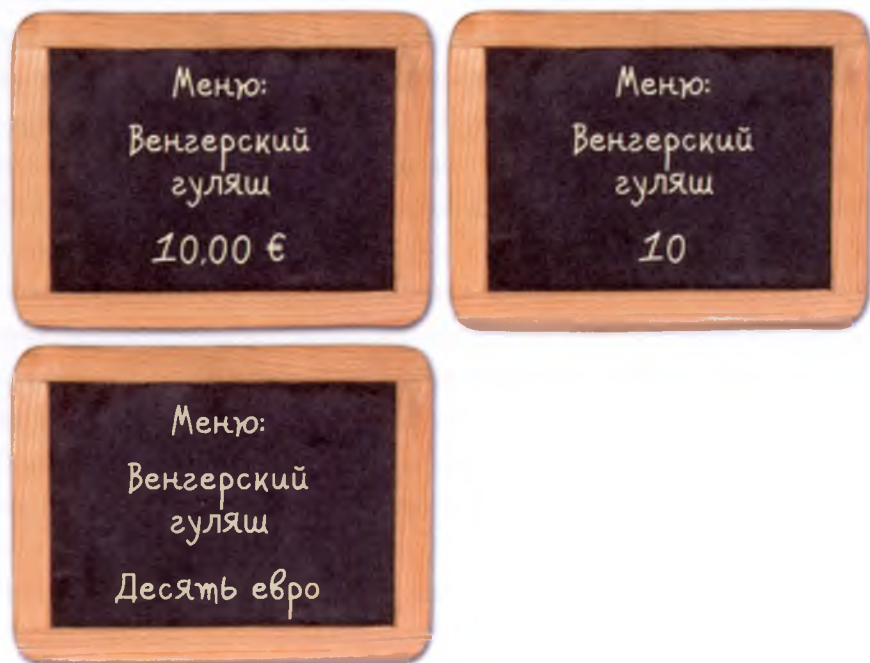 Меню:
Венгерский
гуляш
10,00 €
Меню:
Венгерский
гуляш
10
Меню:
Венгерский
гуляш
Десять евро